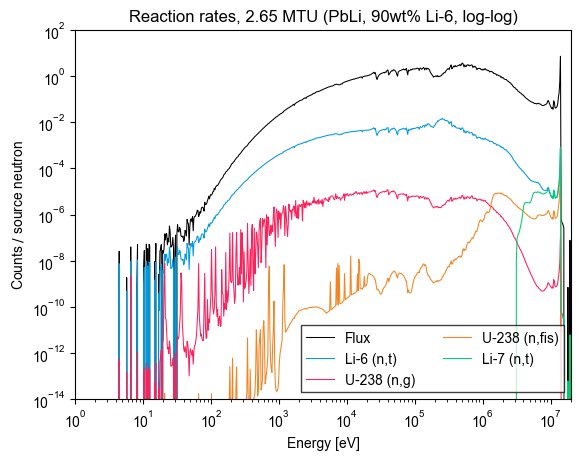 Reaction rates, 2.65 MTU (PbLi, 90wt% Li-6, log-log)
Counts / source neutron
10^2
10^0
10^−2
10^−4
10^−6
10^−8
10^−10
10^−12
10^−14
Flux
Li-6 (n,t)
U-238 (n,g)
U-238 (n,fis)
Li-7 (n,t)
10^0 10^1 10^2 10^3 10^4 10^5 10^6 10^7
Energy [eV]